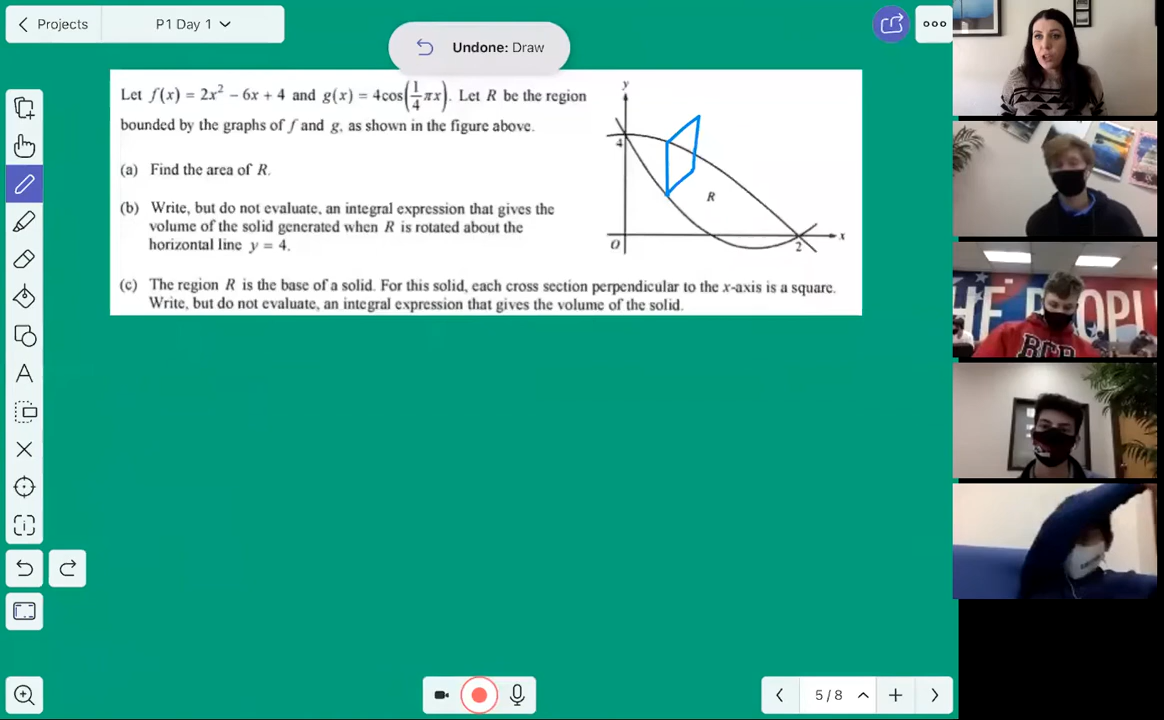 Projects
P1 Day 1
Undone: Draw
Let f(x) = 2x² − 6x + 4 and g(x) = 4cos(1/4 πx). Let R be the region
bounded by the graphs of f and g, as shown in the figure above.
(a) Find the area of R.
(b) Write, but do not evaluate, an integral expression that gives the
volume of the solid generated when R is rotated about the
horizontal line y = 4.
(c) The region R is the base of a solid. For this solid, each cross section perpendicular to the x-axis is a square.
Write, but do not evaluate, an integral expression that gives the volume of the solid.
y
4
R
O
2
x
A
5/8
HE PEOPL